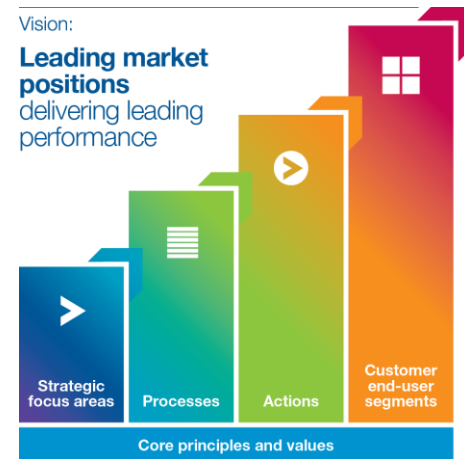 Vision:
Leading market
positions
delivering leading
performance
Strategic
focus areas
Processes
Actions
Customer
end-user
segments
Core principles and values